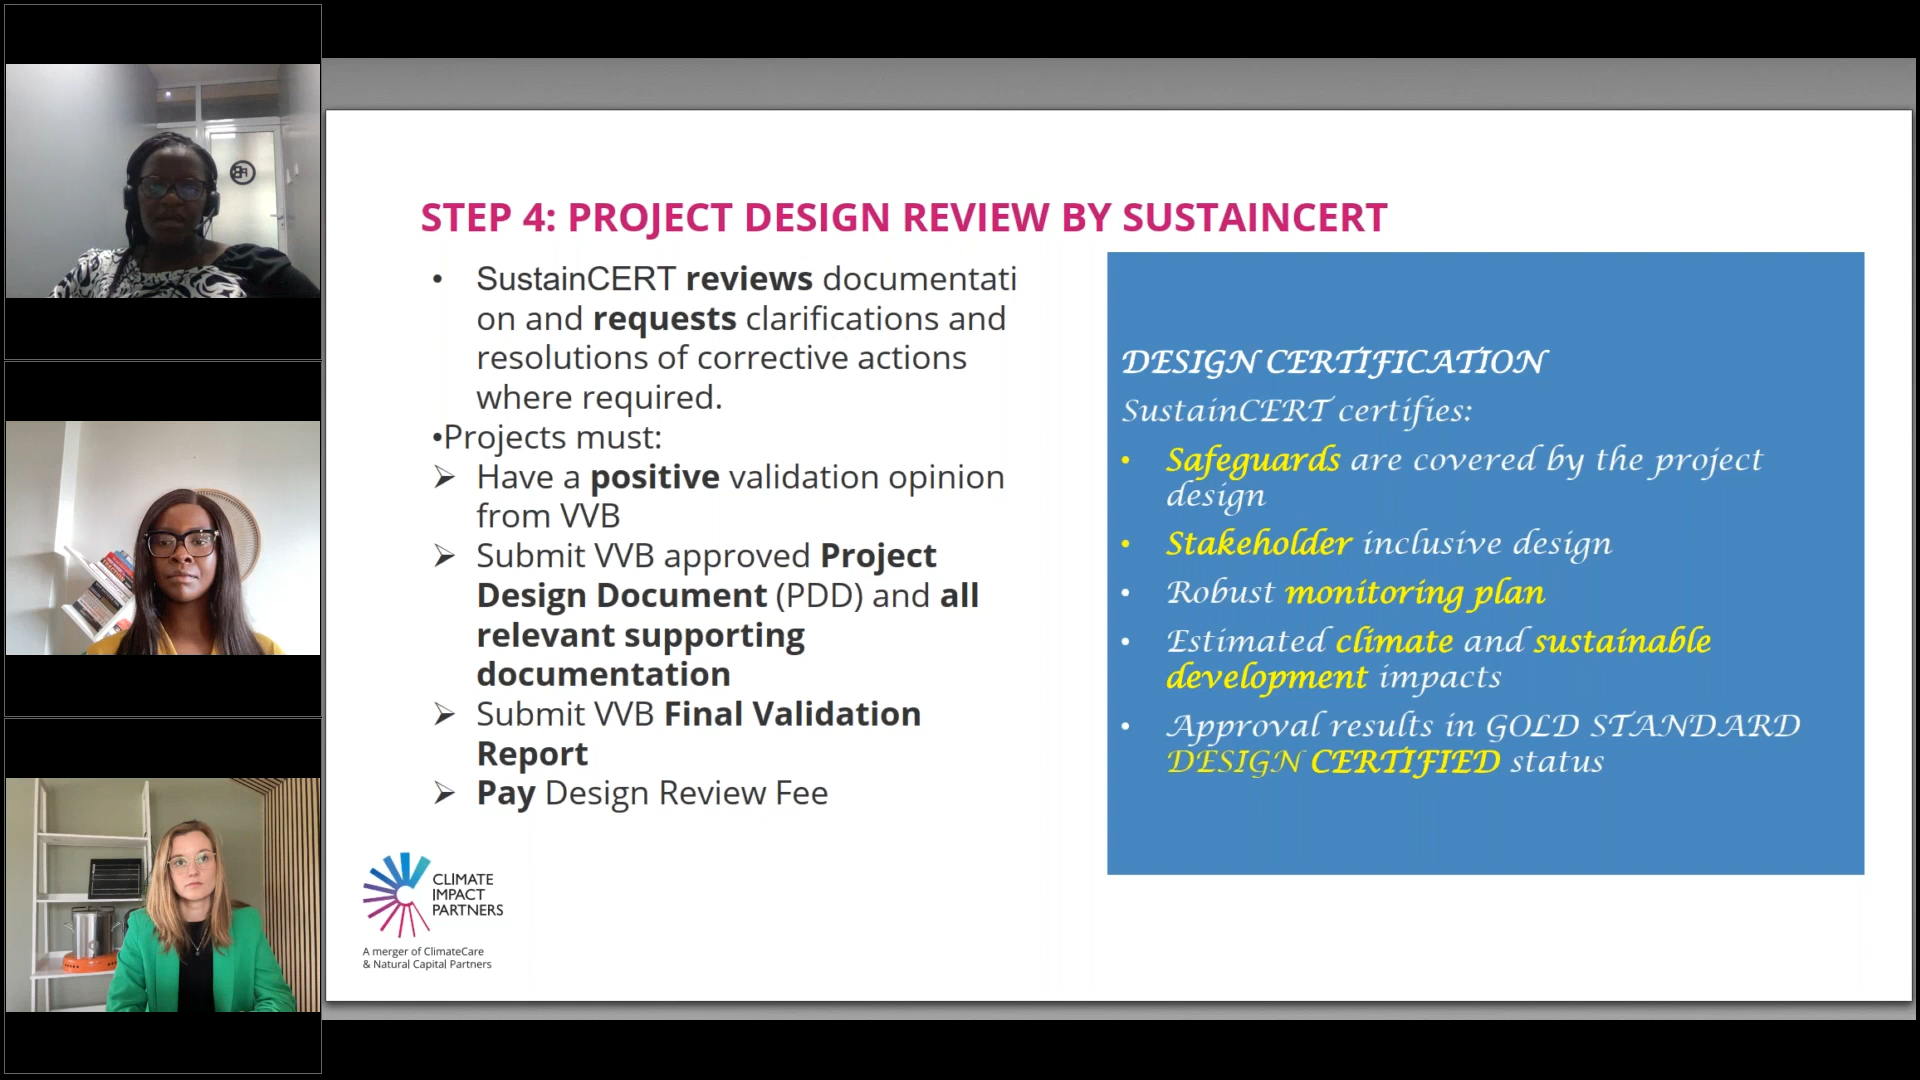 STEP 4: PROJECT DESIGN REVIEW BY SUSTAINCERT
• SustainCERT reviews documentati
on and requests clarifications and
resolutions of corrective actions
where required.
•Projects must:
➢ Have a positive validation opinion
from VVB
➢ Submit VVB approved Project
Design Document (PDD) and all
relevant supporting
documentation
➢ Submit VVB Final Validation
Report
➢ Pay Design Review Fee
DESIGN CERTIFICATION
SustainCERT certifies:
• Safeguards are covered by the project
design
• Stakeholder inclusive design
• Robust monitoring plan
• Estimated climate and sustainable
development impacts
• Approval results in GOLD STANDARD
DESIGN CERTIFIED status
CLIMATE
IMPACT
PARTNERS
A merger of ClimateCare
& Natural Capital Partners